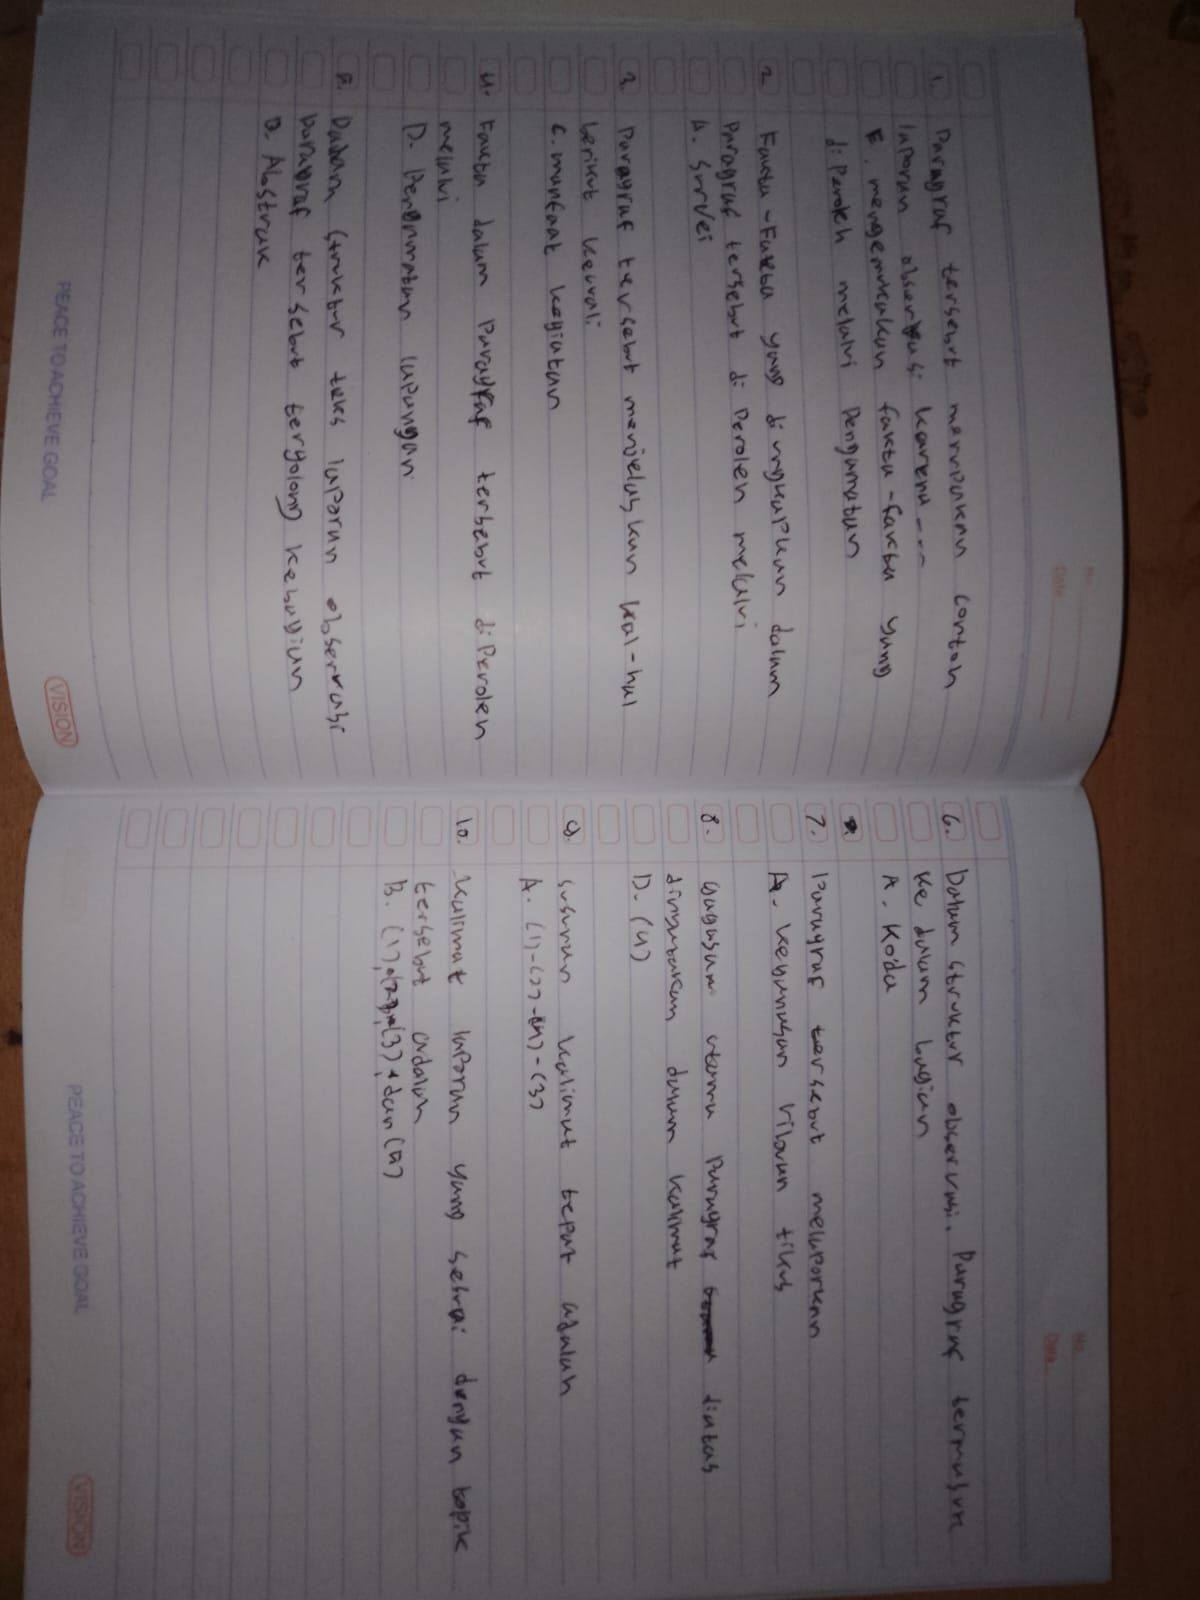 No.
Date
1. Paragraf tersebut merupakan contoh
laporan observasi karena ---
E. mengemukakan fakta-fakta yang
di Peroleh melalui Pengamatan
2. Fakta-Fakta yang diungkapkan dalam
Paragraf tersebut di Peroleh melalui
A. Survei
3. Paragraf tersebut menjelaskan hal-hal
berikut kecuali
C. manfaat kegiatan
4. Fakta dalam Paragraf tersebut di Peroleh
melalui
D. Pengamatan lapangan
5. Dalam struktur teks laporan observasi
Paragraf tersebut tergolong kebagian
D. Abstrak
PEACE TO ACHIEVE GOAL
VISION
No.
Date
6. Dalam struktur observasi. Paragraf termasuk
ke dalam bagian
A. Koda
7. Paragraf tersebut melaporkan
A. keganasan tikus
8. gagasan utama Paragraf diatas
dinyatakan dalam kalimat
D. (4)
9. susunan kalimat tepat adalah
A. (1)-(2)-(4)-(3)
10. kalimat laporan yang sesuai dengan topik
tersebut adalah
B. (1), (2), (3), dan (5)
PEACE TO ACHIEVE GOAL
VISION